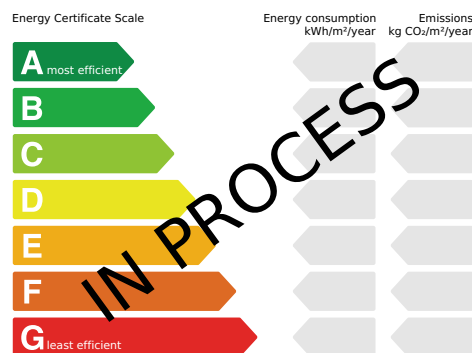 Energy Certificate Scale
Energy consumption
kWh/m²/year
Emissions
kg CO₂/m²/year
A most efficient
B
C
D
E
F
G least efficient
IN PROCESS